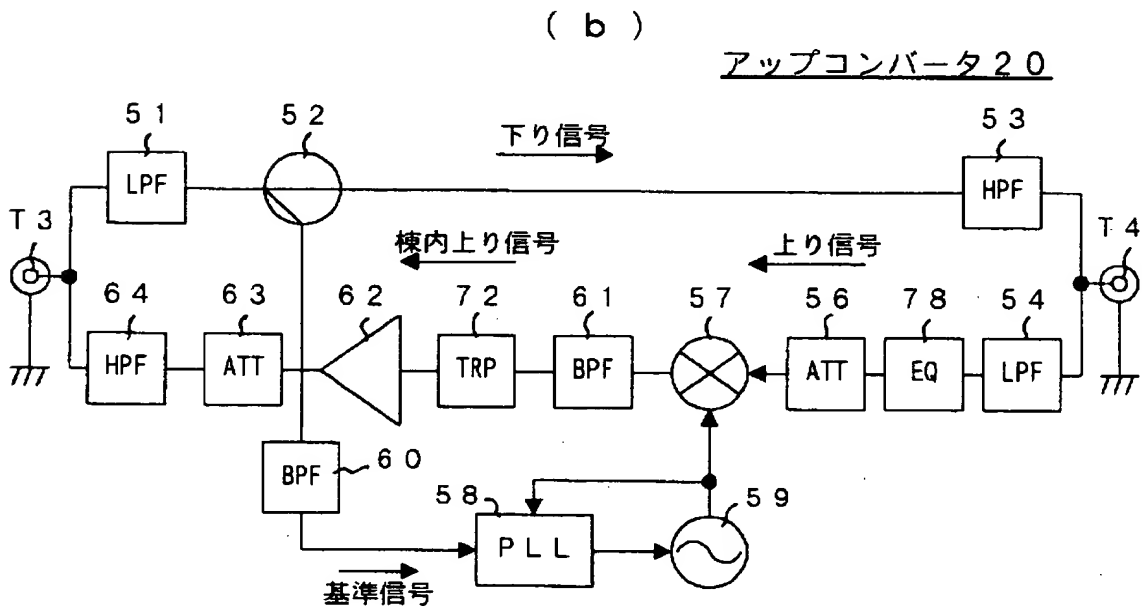 (b)
アップコンバータ20
51 52 53
下り信号
LPF HPF
T3 T4
棟内上り信号 上り信号
64 63 62 72 61 57 56 78 54
HPF ATT TRP BPF ATT EQ LPF
60
BPF
58 59
PLL
基準信号